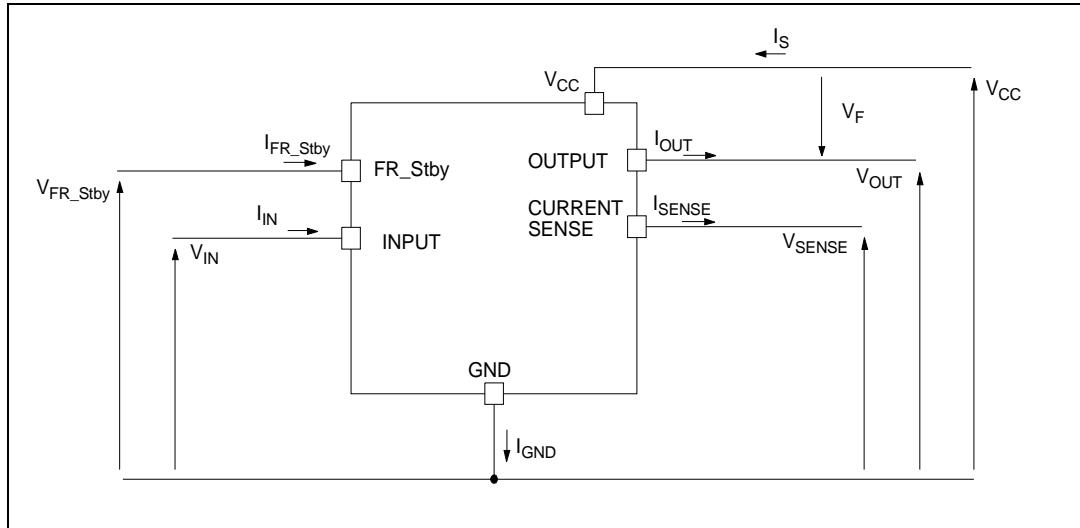 I_S
V_CC
V_CC
V_F
I_FR_Stby
I_OUT
FR_Stby
OUTPUT
V_FR_Stby
V_OUT
I_IN
CURRENT
SENSE
I_SENSE
INPUT
V_IN
V_SENSE
GND
I_GND